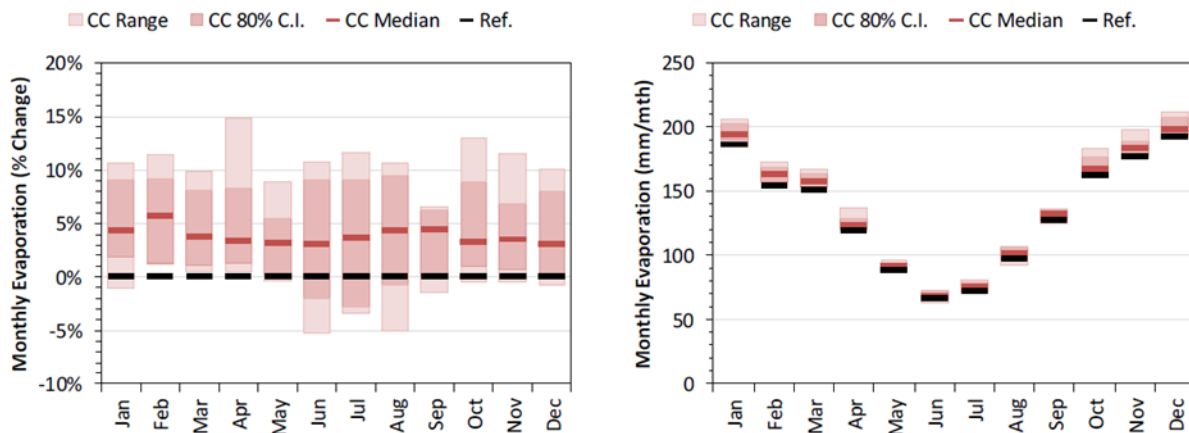 CC Range CC 80% C.I. CC Median Ref.
Monthly Evaporation (% Change)
20%
15%
10%
5%
0%
-5%
-10%
Jan Feb Mar Apr May Jun Jul Aug Sep Oct Nov Dec
CC Range CC 80% C.I. CC Median Ref.
Monthly Evaporation (mm/mth)
250
200
150
100
50
0
Jan Feb Mar Apr May Jun Jul Aug Sep Oct Nov Dec